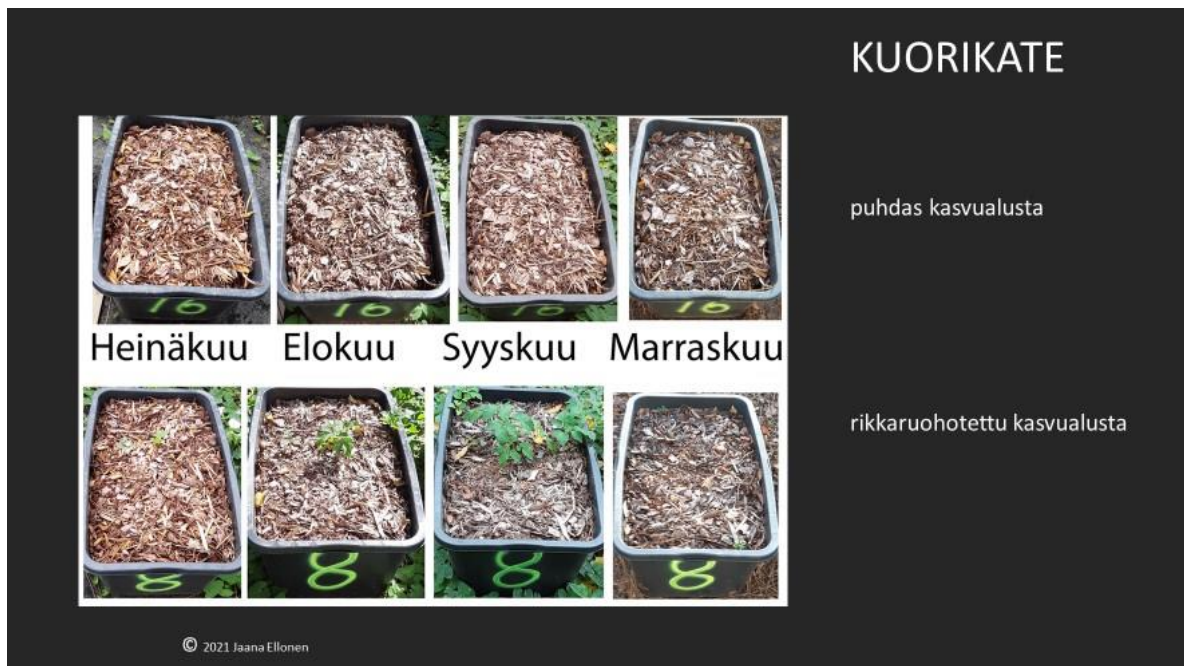 KUORIKATE
puhdas kasvualusta
16 16 16 16
Heinäkuu Elokuu Syyskuu Marraskuu
rikkaruohotettu kasvualusta
8 8 8 8
© 2021 Jaana Ellonen